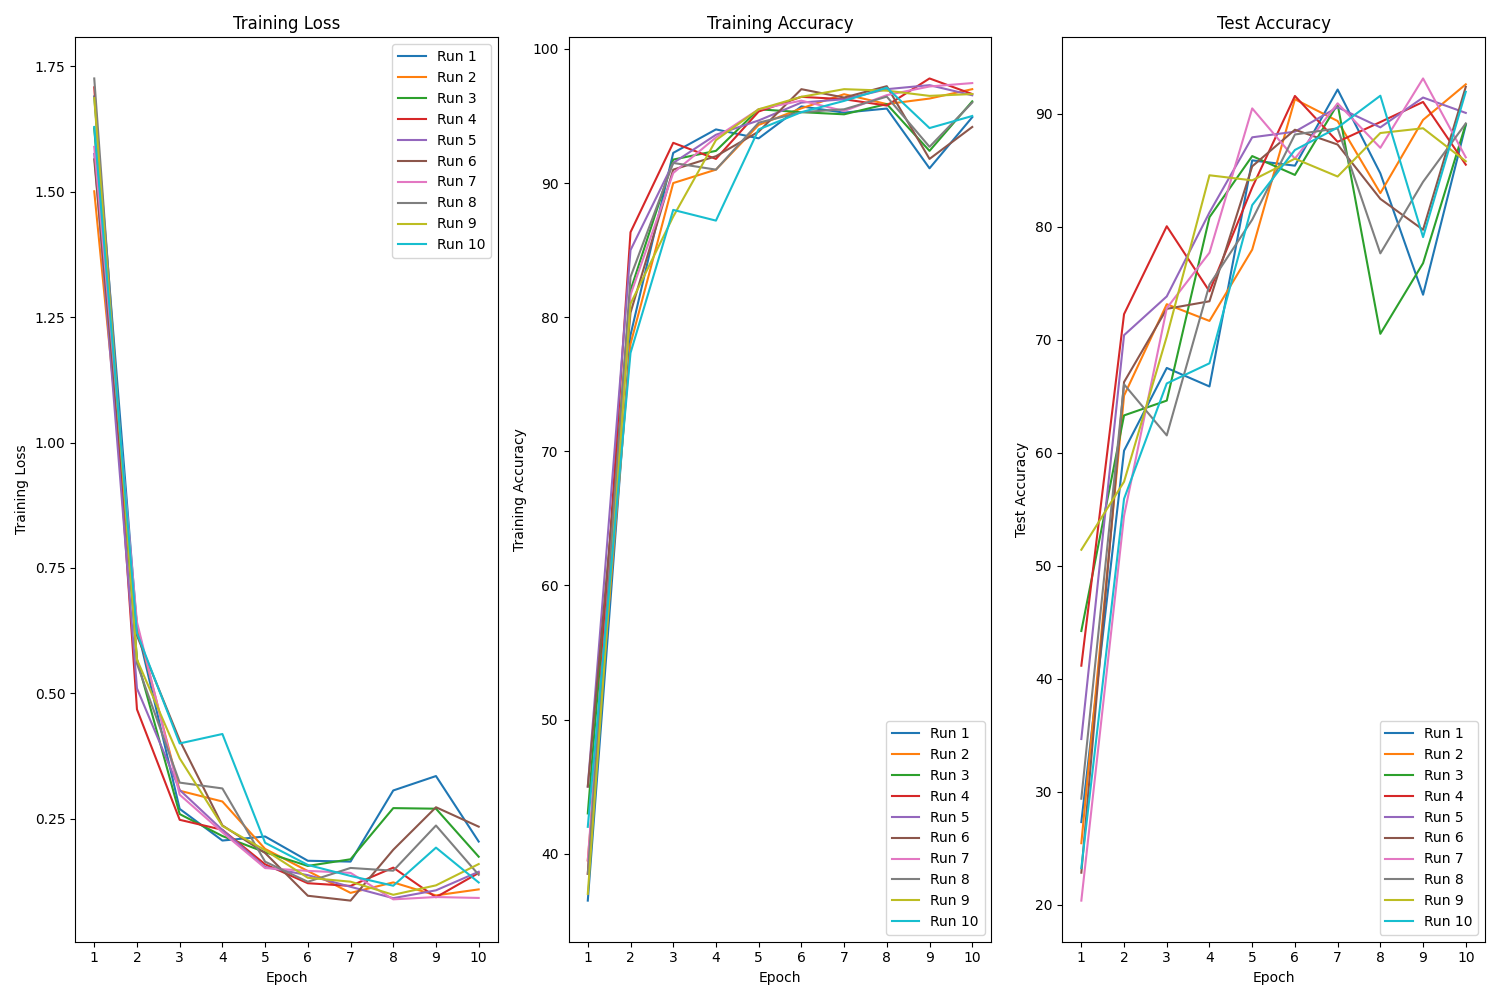 Training Loss
Training Loss
1.75
1.50
1.25
1.00
0.75
0.50
0.25
1 2 3 4 5 6 7 8 9 10
Epoch
Run 1
Run 2
Run 3
Run 4
Run 5
Run 6
Run 7
Run 8
Run 9
Run 10
Training Accuracy
Training Accuracy
100
90
80
70
60
50
40
1 2 3 4 5 6 7 8 9 10
Epoch
Run 1
Run 2
Run 3
Run 4
Run 5
Run 6
Run 7
Run 8
Run 9
Run 10
Test Accuracy
Test Accuracy
90
80
70
60
50
40
30
20
1 2 3 4 5 6 7 8 9 10
Epoch
Run 1
Run 2
Run 3
Run 4
Run 5
Run 6
Run 7
Run 8
Run 9
Run 10